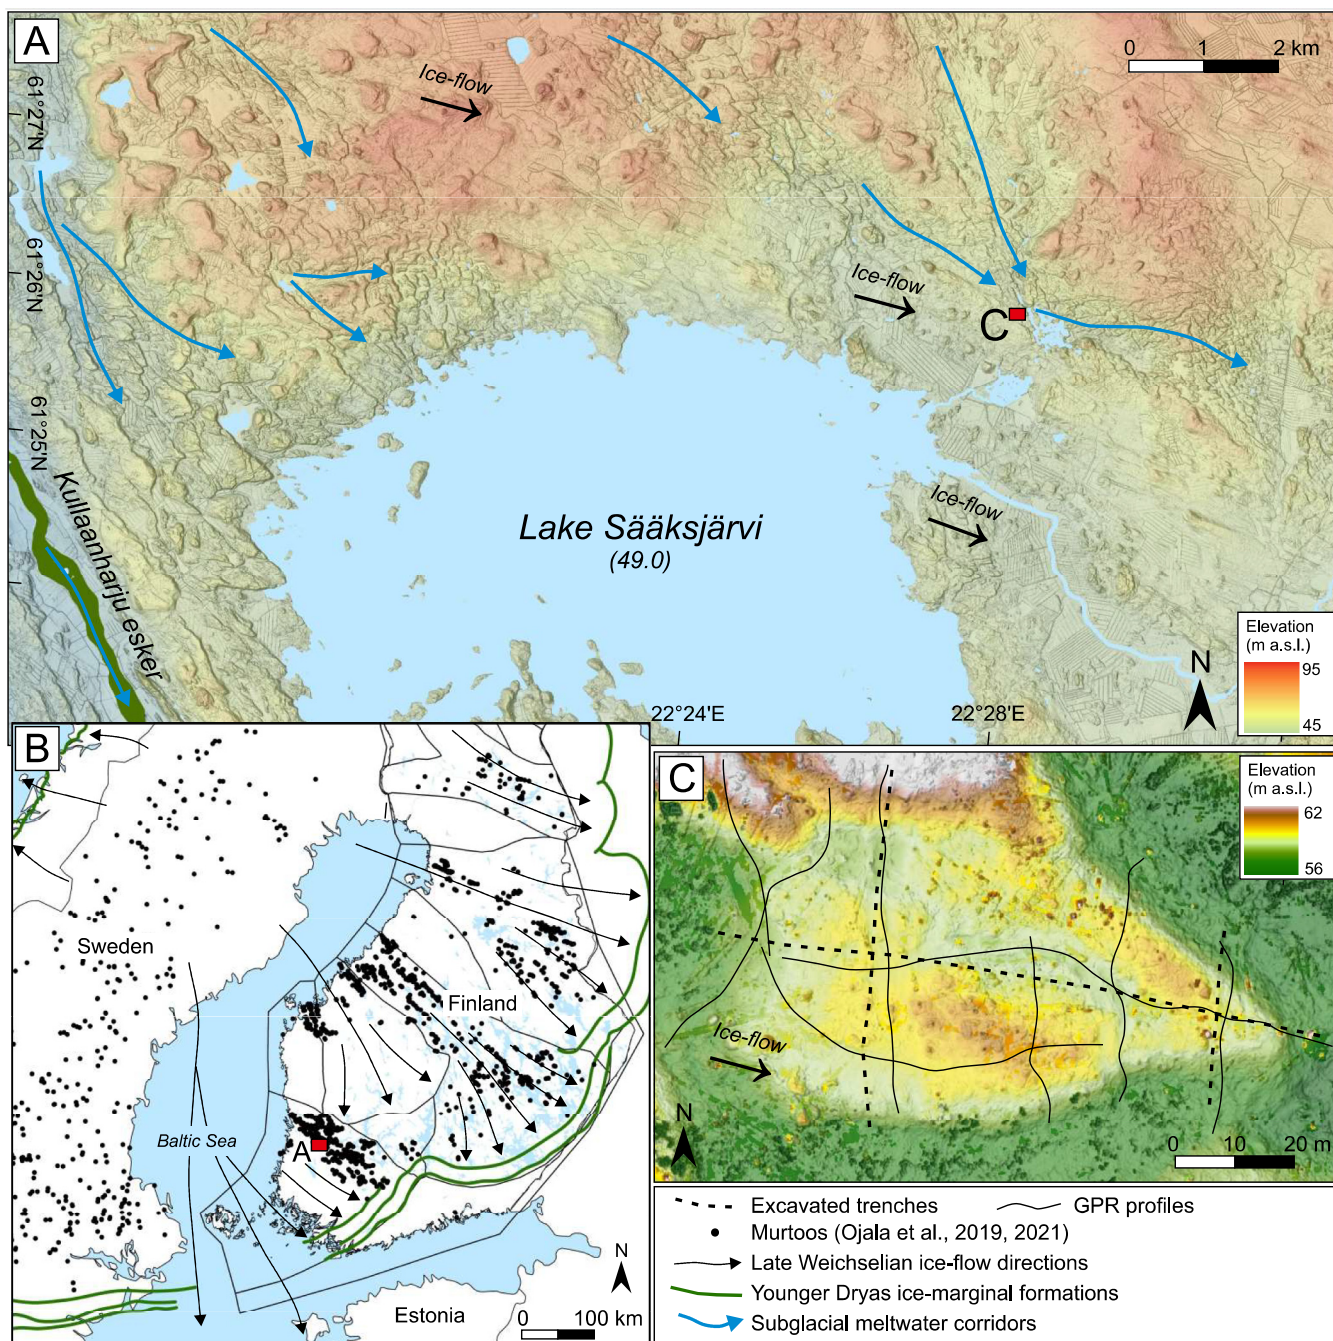 A
Ice-flow
0 1 2 km
61°27'N
61°26'N
61°25'N
Ice-flow
C
Kullaanharju esker
Ice-flow
Lake Sääksjärvi
(49.0)
Elevation
(m a.s.l.)
95
45
N
22°24'E
22°28'E
B
Sweden
Finland
Baltic Sea
A
N
Estonia
0 100 km
C
Elevation
(m a.s.l.)
62
56
Ice-flow
N
0 10 20 m
Excavated trenches
GPR profiles
Murtoos (Ojala et al., 2019, 2021)
Late Weichselian ice-flow directions
Younger Dryas ice-marginal formations
Subglacial meltwater corridors